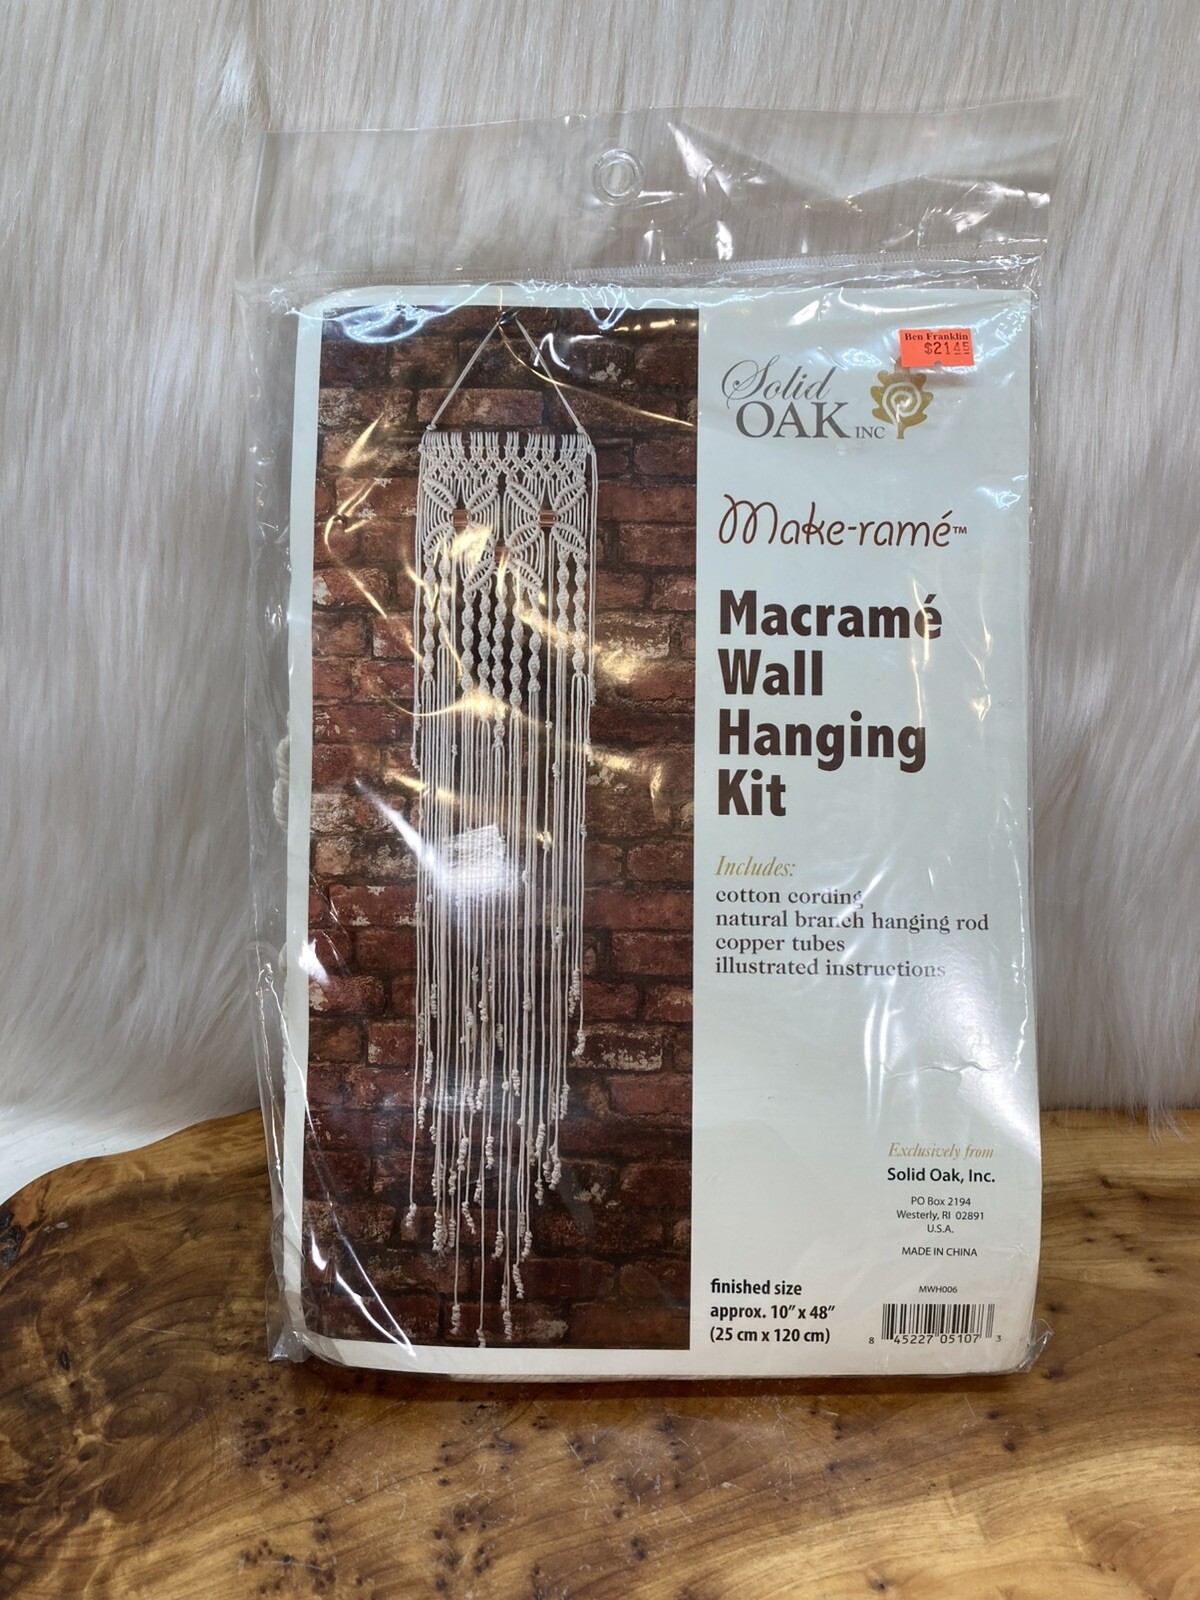 Ben Franklin
$21.45
Solid
OAK INC
Make-ramé™
Macramé
Wall
Hanging
Kit
Includes:
cotton cording
natural branch hanging rod
copper tubes
illustrated instructions
Exclusively from
Solid Oak, Inc.
PO Box 2194
Westerly, RI 02891
U.S.A.
MADE IN CHINA
MWH006
finished size
approx. 10" x 48"
(25 cm x 120 cm)
8 45227 05107 3